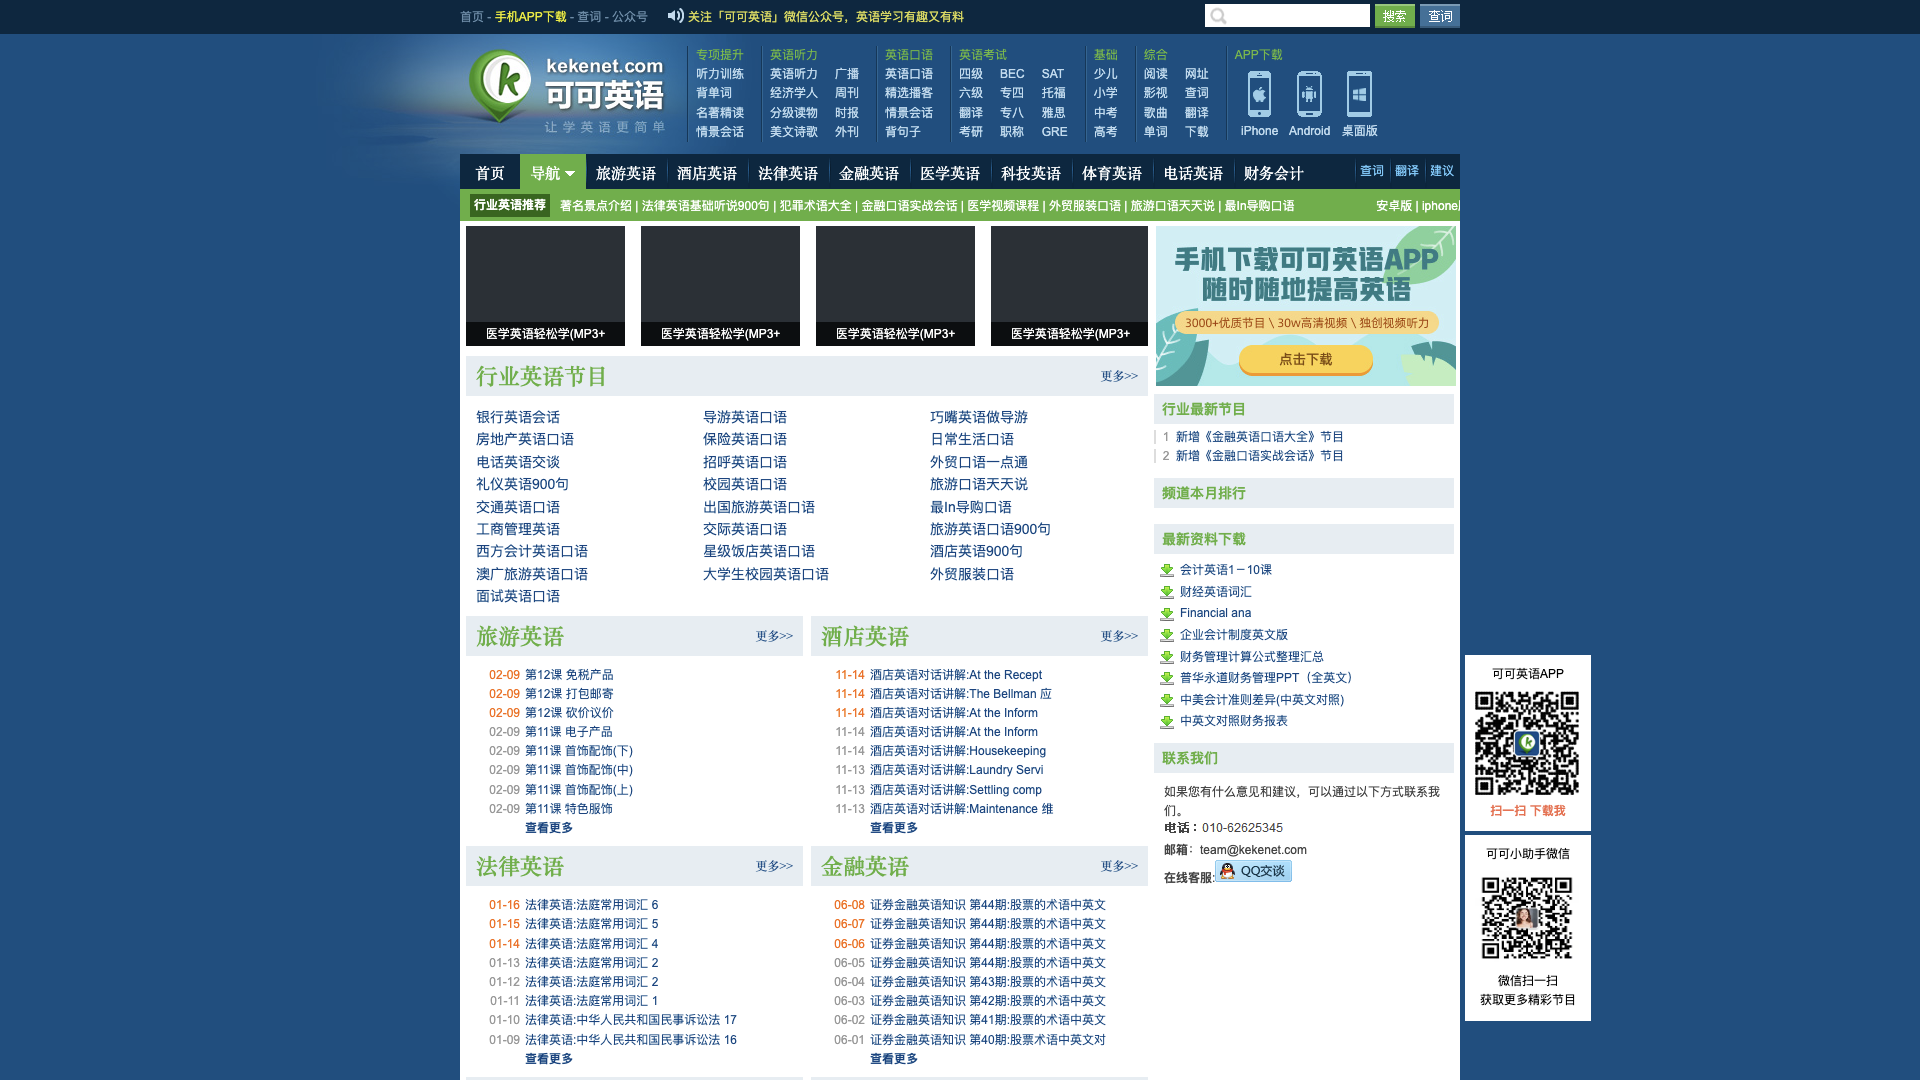 首页 - 手机APP下载 - 查词 - 公众号
关注「可可英语」微信公众号，英语学习有趣又有料
搜索
查词
kekenet.com
可可英语
让学英语更简单
专项提升
听力训练
背单词
名著精读
情景会话
英语听力
英语听力 广播
经济学人 周刊
分级读物 时报
美文诗歌 外刊
英语口语
英语口语
精选播客
情景会话
背句子
英语考试
四级 BEC SAT
六级 专四 托福
翻译 专八 雅思
考研 职称 GRE
基础
少儿
小学
中考
高考
综合
阅读 网址
影视 查词
歌曲 翻译
单词 下载
APP下载
iPhone Android 桌面版
首页 导航 旅游英语 酒店英语 法律英语 金融英语 医学英语 科技英语 体育英语 电话英语 财务会计 查词 翻译 建议
行业英语推荐 著名景点介绍 | 法律英语基础听说900句 | 犯罪术语大全 | 金融口语实战会话 | 医学视频课程 | 外贸服装口语 | 旅游口语天天说 | 最In导购口语 安卓版 | iphone
医学英语轻松学(MP3+
医学英语轻松学(MP3+
医学英语轻松学(MP3+
医学英语轻松学(MP3+
手机下载可可英语APP
随时随地提高英语
3000+优质节目 \ 30w高清视频 \ 独创视频听力
点击下载
行业英语节目 更多>>
银行英语会话 导游英语口语 巧嘴英语做导游
房地产英语口语 保险英语口语 日常生活口语
电话英语交谈 招呼英语口语 外贸口语一点通
礼仪英语900句 校园英语口语 旅游口语天天说
交通英语口语 出国旅游英语口语 最In导购口语
工商管理英语 交际英语口语 旅游英语口语900句
西方会计英语口语 星级饭店英语口语 酒店英语900句
澳广旅游英语口语 大学生校园英语口语 外贸服装口语
面试英语口语
旅游英语 更多>>
02-09 第12课 免税产品
02-09 第12课 打包邮寄
02-09 第12课 砍价议价
02-09 第11课 电子产品
02-09 第11课 首饰配饰(下)
02-09 第11课 首饰配饰(中)
02-09 第11课 首饰配饰(上)
02-09 第11课 特色服饰
查看更多
酒店英语 更多>>
11-14 酒店英语对话讲解:At the Recept
11-14 酒店英语对话讲解:The Bellman 应
11-14 酒店英语对话讲解:At the Inform
11-14 酒店英语对话讲解:At the Inform
11-14 酒店英语对话讲解:Housekeeping
11-13 酒店英语对话讲解:Laundry Servi
11-13 酒店英语对话讲解:Settling comp
11-13 酒店英语对话讲解:Maintenance 维
查看更多
法律英语 更多>>
01-16 法律英语:法庭常用词汇 6
01-15 法律英语:法庭常用词汇 5
01-14 法律英语:法庭常用词汇 4
01-13 法律英语:法庭常用词汇 2
01-12 法律英语:法庭常用词汇 2
01-11 法律英语:法庭常用词汇 1
01-10 法律英语:中华人民共和国民事诉讼法 17
01-09 法律英语:中华人民共和国民事诉讼法 16
查看更多
金融英语 更多>>
06-08 证券金融英语知识 第44期:股票的术语中英文
06-07 证券金融英语知识 第44期:股票的术语中英文
06-06 证券金融英语知识 第44期:股票的术语中英文
06-05 证券金融英语知识 第44期:股票的术语中英文
06-04 证券金融英语知识 第43期:股票的术语中英文
06-03 证券金融英语知识 第42期:股票的术语中英文
06-02 证券金融英语知识 第41期:股票的术语中英文
06-01 证券金融英语知识 第40期:股票术语中英文对
查看更多
行业最新节目
1 新增《金融英语口语大全》节目
2 新增《金融口语实战会话》节目
频道本月排行
最新资料下载
会计英语1－10课
财经英语词汇
Financial ana
企业会计制度英文版
财务管理计算公式整理汇总
普华永道财务管理PPT（全英文）
中美会计准则差异(中英文对照)
中英文对照财务报表
联系我们
如果您有什么意见和建议，可以通过以下方式联系我
们。
电话：010-62625345
邮箱：team@kekenet.com
在线客服: QQ交谈
可可英语APP
扫一扫 下载我
可可小助手微信
微信扫一扫
获取更多精彩节目